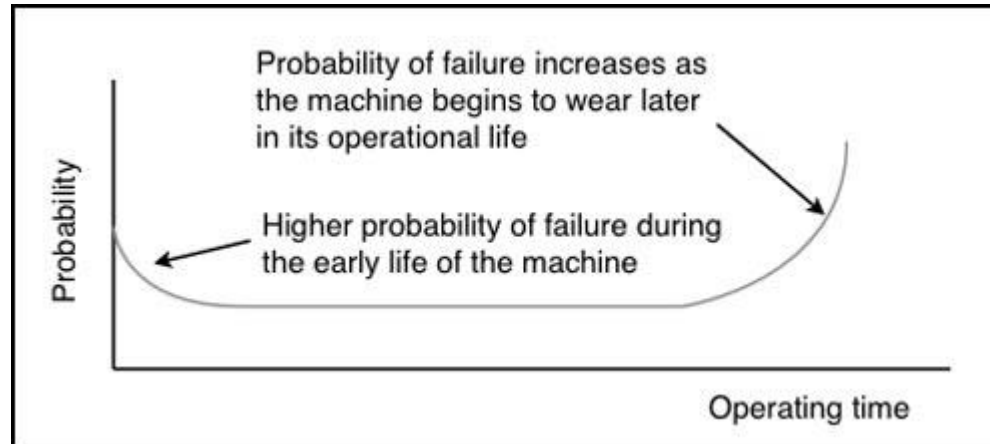 Probability of failure increases as
the machine begins to wear later
in its operational life
Higher probability of failure during
the early life of the machine
Probability
Operating time